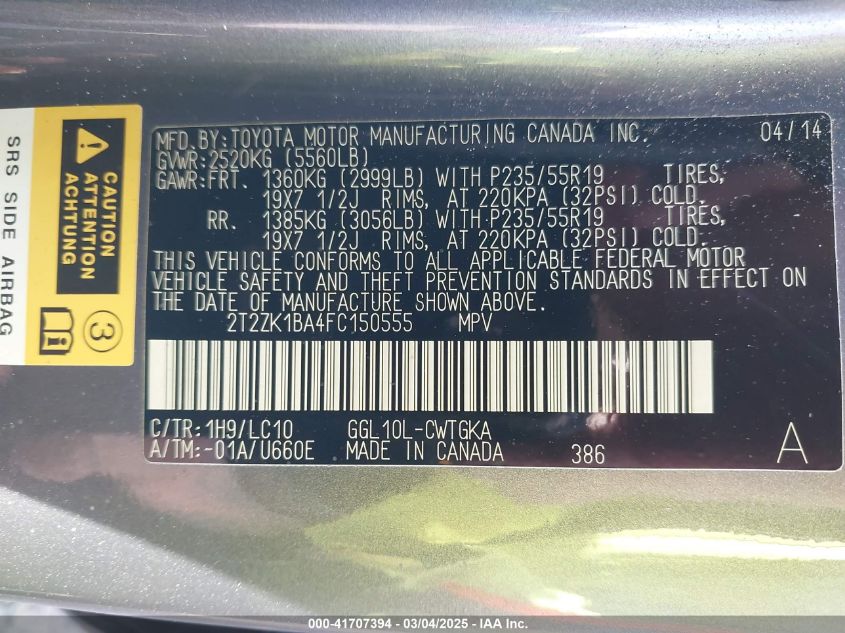 SRS SIDE AIRBAG
CAUTION
ATTENTION
ACHTUNG
3
MFD.BY:TOYOTA MOTOR MANUFACTURING CANADA INC. 04/14
GVWR:2520KG (5560LB)
GAWR:FRT. 1360KG (2999LB) WITH P235/55R19 TIRES,
19X7 1/2J RIMS, AT 220KPA (32PSI) COLD.
RR. 1385KG (3056LB) WITH P235/55R19 TIRES,
19X7 1/2J RIMS, AT 220KPA (32PSI) COLD.
THIS VEHICLE CONFORMS TO ALL APPLICABLE FEDERAL MOTOR
VEHICLE SAFETY AND THEFT PREVENTION STANDARDS IN EFFECT ON
THE DATE OF MANUFACTURE SHOWN ABOVE.
2T2ZK1BA4FC150555 MPV
C/TR:1H9/LC10 GGL10L-CWTGKA
A/TM:-01A/U660E MADE IN CANADA 386 A
000-41707394 - 03/04/2025 - IAA Inc.